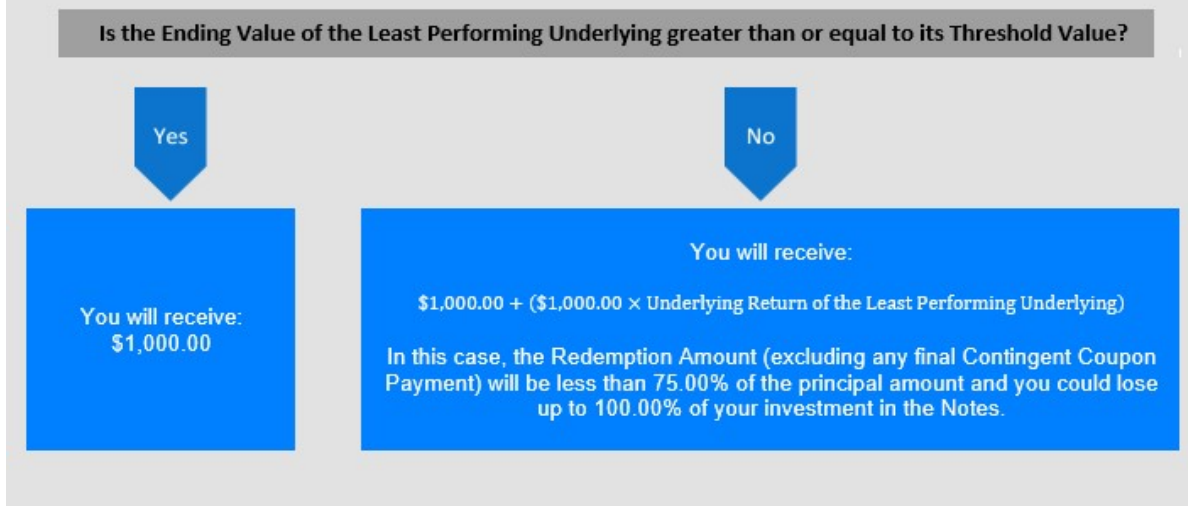 Is the Ending Value of the Least Performing Underlying greater than or equal to its Threshold Value?
Yes
No
You will receive:
$1,000.00
You will receive:
$1,000.00 + ($1,000.00 × Underlying Return of the Least Performing Underlying)
In this case, the Redemption Amount (excluding any final Contingent Coupon
Payment) will be less than 75.00% of the principal amount and you could lose
up to 100.00% of your investment in the Notes.